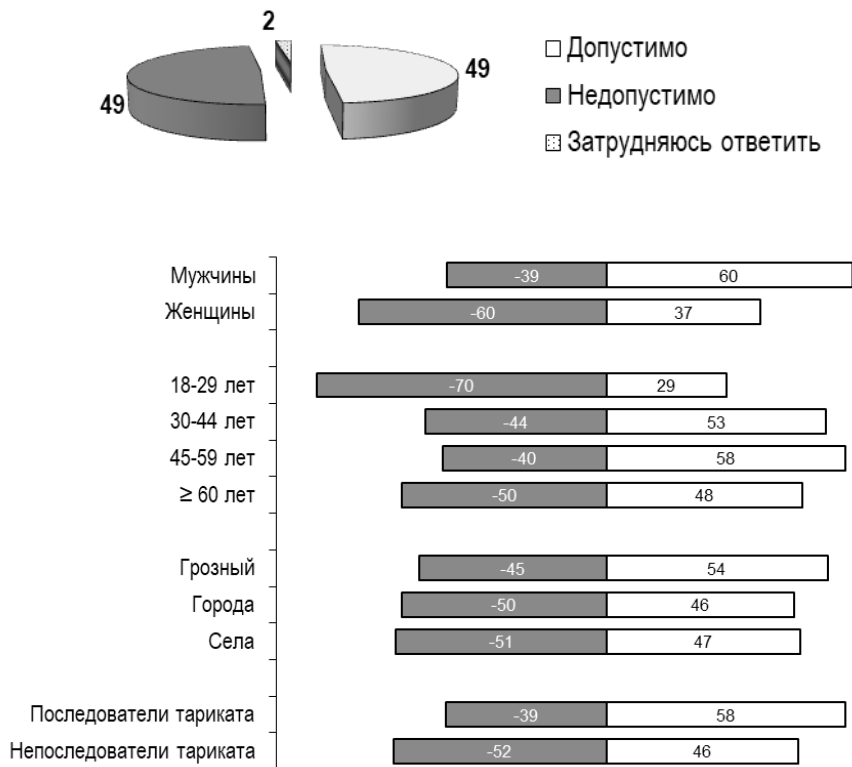 2
49
49
Допустимо
Недопустимо
Затрудняюсь ответить
Мужчины -39 60
Женщины -60 37
18-29 лет -70 29
30-44 лет -44 53
45-59 лет -40 58
≥ 60 лет -50 48
Грозный -45 54
Города -50 46
Села -51 47
Последователи тариката -39 58
Непоследователи тариката -52 46